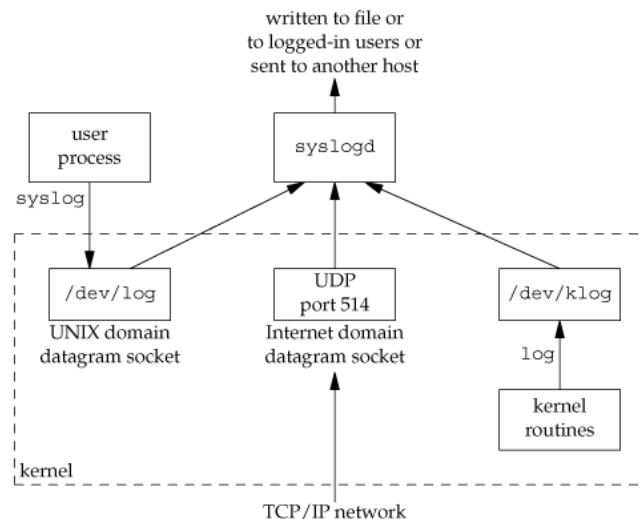 written to file or
to logged-in users or
sent to another host
user
process
syslogd
syslog
/dev/log
UDP
port 514
/dev/klog
UNIX domain
datagram socket
Internet domain
datagram socket
log
kernel
routines
kernel
TCP/IP network